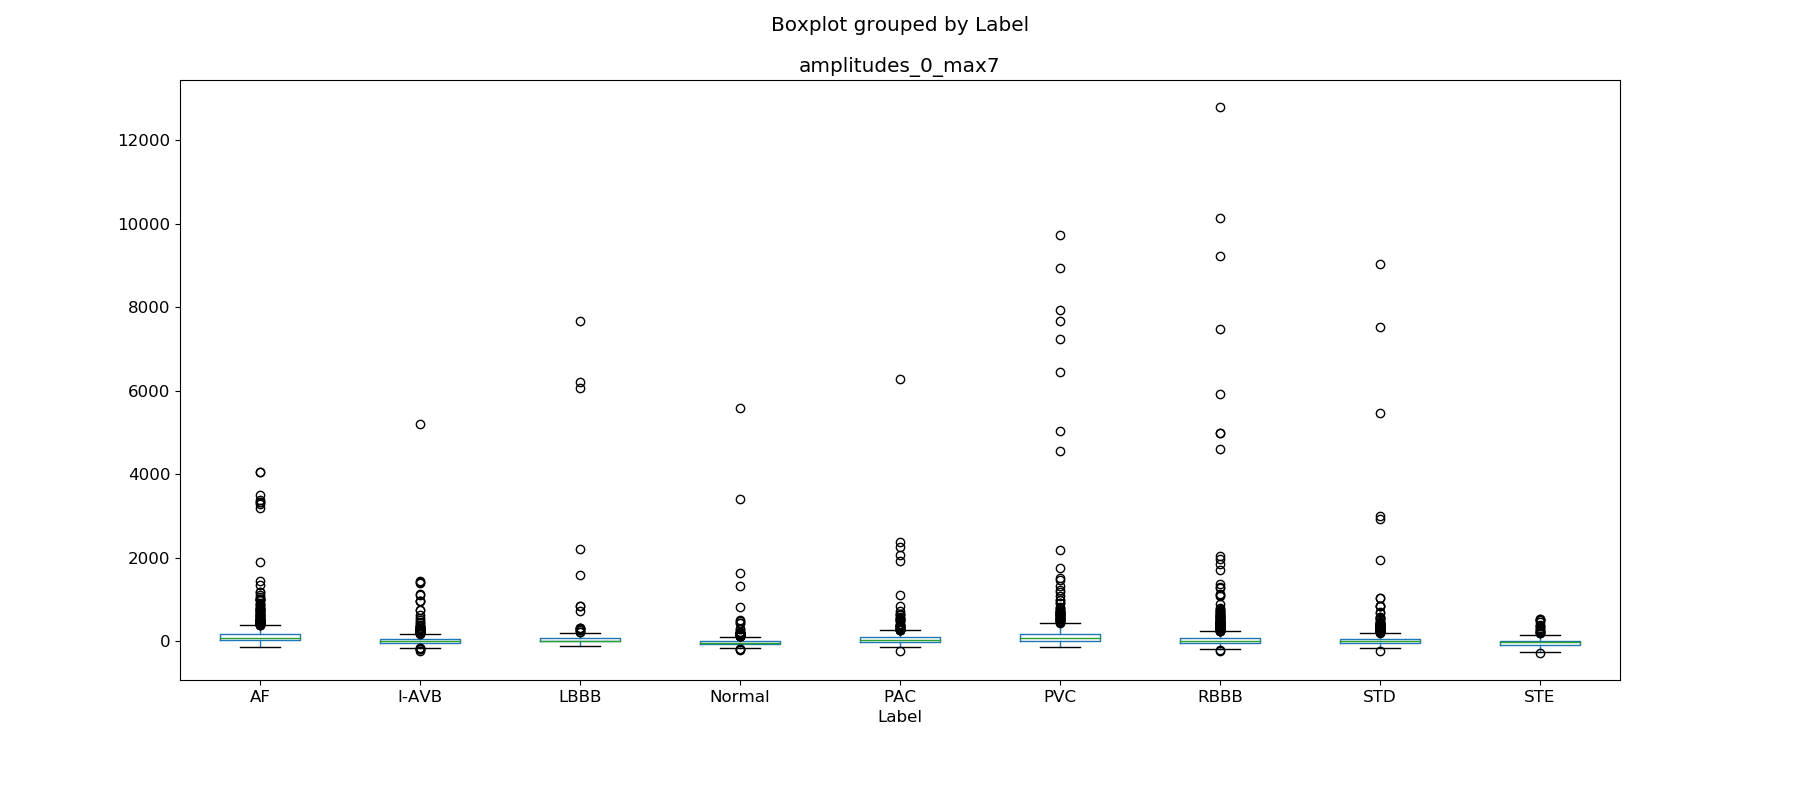 Boxplot grouped by Label
amplitudes_0_max7
12000
10000
8000
6000
4000
2000
0
AF I-AVB LBBB Normal PAC PVC RBBB STD STE
Label